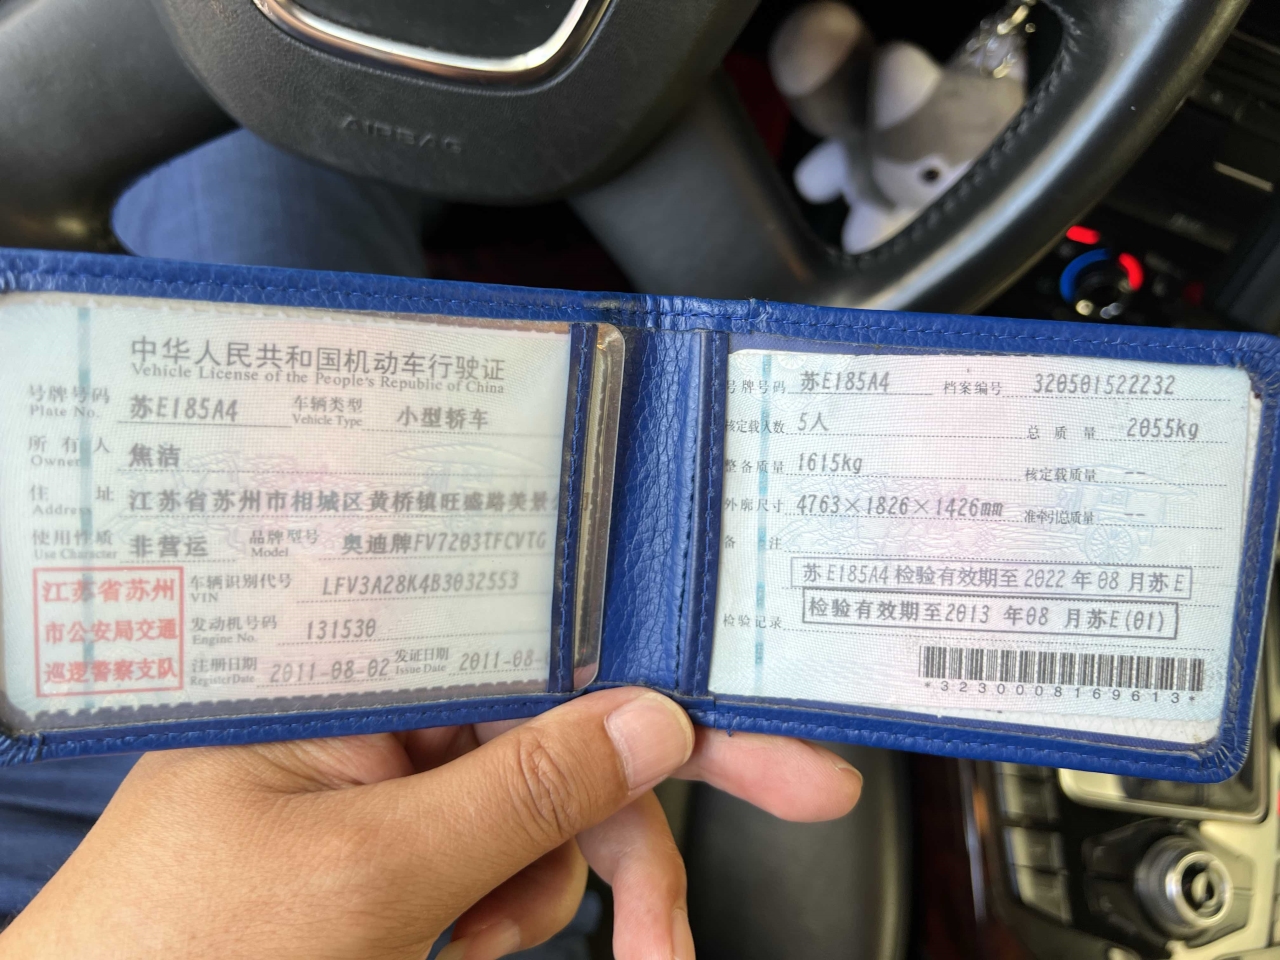 AIRBAG
中华人民共和国机动车行驶证
Vehicle License of the People's Republic of China
号牌号码 苏E185A4 车辆类型 小型轿车
Plate No. Vehicle Type
所有人 焦洁
Owner
住址 江苏省苏州市相城区黄桥镇旺盛路美景
Address
使用性质 非营运 品牌型号 奥迪牌FV7203TFCVTG
Use Character Model
江苏省苏州
市公安局交通
巡逻警察支队
车辆识别代号 LFV3A28K4B3032553
VIN
发动机号码 131530
Engine No.
注册日期 2011-08-02 发证日期 2011-08-
Register Date Issue Date
号牌号码 苏E185A4 档案编号 320501522232
核定载人数 5人 总质量 2055kg
整备质量 1615kg 核定载质量 --
外廓尺寸 4763×1826×1426mm 准牵引总质量 --
备注
苏E185A4检验有效期至2022年08月苏E
检验记录 检验有效期至2013 年08 月苏E(01)
*3230008169613*